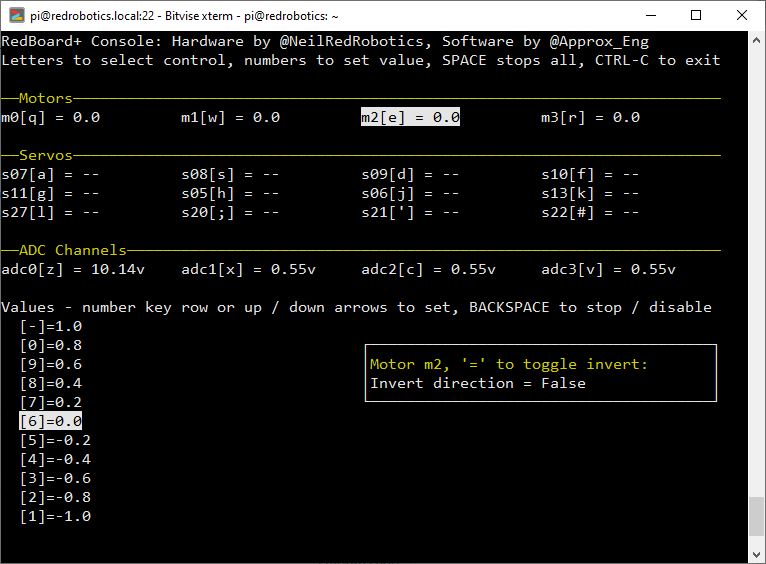 pi@redrobotics.local:22 - Bitvise xterm - pi@redrobotics: ~
RedBoard+ Console: Hardware by @NeilRedRobotics, Software by @Approx_Eng
Letters to select control, numbers to set value, SPACE stops all, CTRL-C to exit
Motors
m0[q] = 0.0 m1[w] = 0.0 m2[e] = 0.0 m3[r] = 0.0
Servos
s07[a] = -- s08[s] = -- s09[d] = -- s10[f] = --
s11[g] = -- s05[h] = -- s06[j] = -- s13[k] = --
s27[l] = -- s20[;] = -- s21['] = -- s22[#] = --
ADC Channels
adc0[z] = 10.14v adc1[x] = 0.55v adc2[c] = 0.55v adc3[v] = 0.55v
Values - number key row or up / down arrows to set, BACKSPACE to stop / disable
[-]=1.0
[0]=0.8
[9]=0.6
[8]=0.4
[7]=0.2
[6]=0.0
[5]=-0.2
[4]=-0.4
[3]=-0.6
[2]=-0.8
[1]=-1.0
Motor m2, '=' to toggle invert:
Invert direction = False